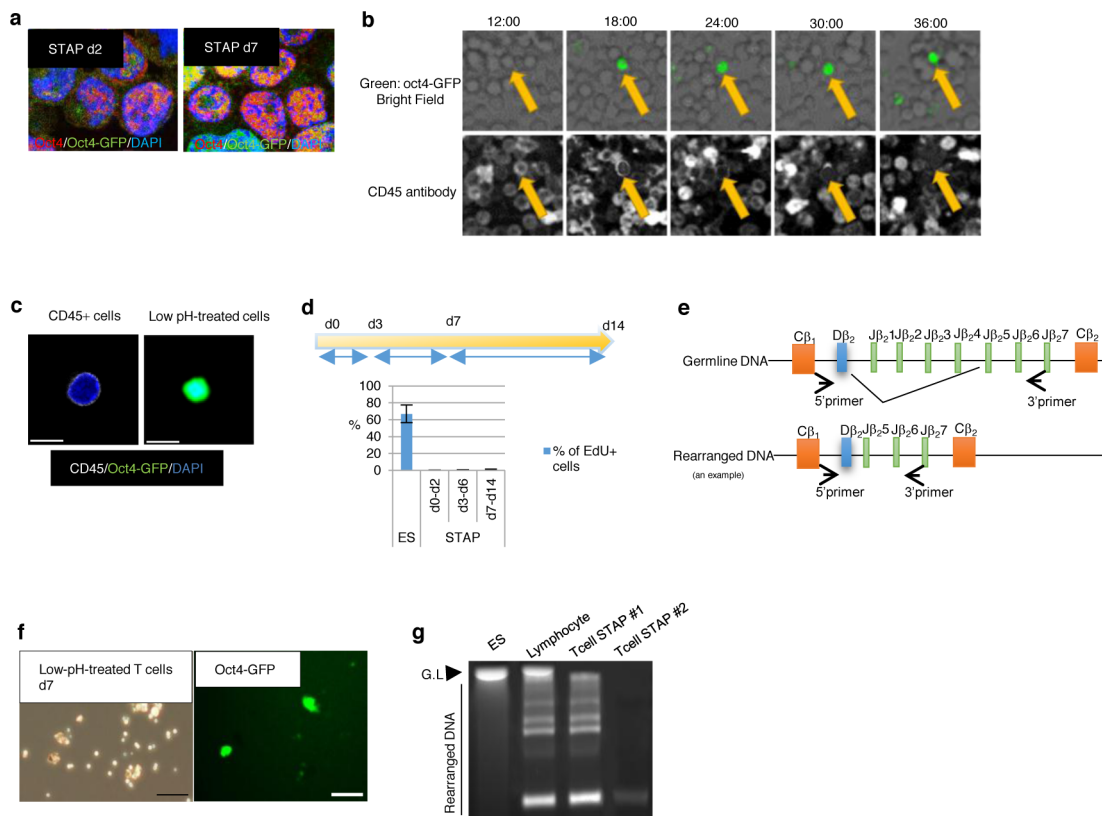 a
STAP d2
STAP d7
Oct4/Oct4-GFP/DAPI
Oct4/Oct4-GFP/DAPI
b
12:00
18:00
24:00
30:00
36:00
Green: oct4-GFP
Bright Field
CD45 antibody
c
CD45+ cells
Low pH-treated cells
CD45/Oct4-GFP/DAPI
d
d0
d3
d7
d14
100
80
60
40
20
0
%
% of EdU+
cells
d0-d2
d3-d6
d7-d14
ES
STAP
e
Germline DNA
Cβ1
Dβ2
Jβ21
Jβ22
Jβ23
Jβ24
Jβ25
Jβ26
Jβ27
Cβ2
5'primer
3'primer
Rearranged DNA
(an example)
Cβ1
Dβ2
Jβ25
Jβ26
Jβ27
Cβ2
5'primer
3'primer
f
Low-pH-treated T cells
d7
Oct4-GFP
g
ES
Lymphocyte
Tcell STAP #1
Tcell STAP #2
G.L
Rearranged DNA